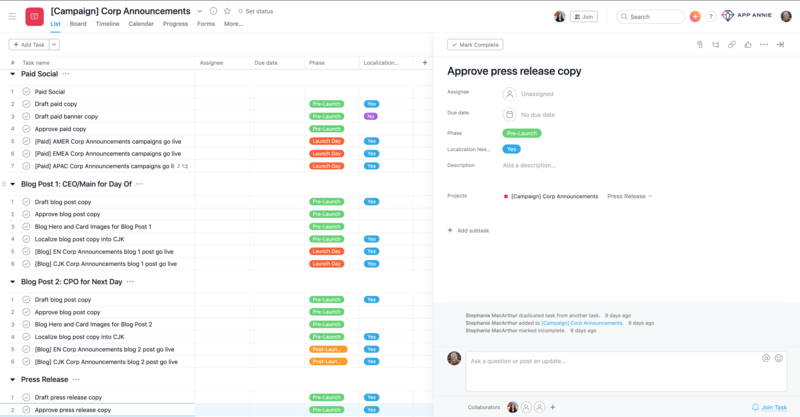 [Campaign] Corp Announcements
Set status
List
Board
Timeline
Calendar
Progress
Forms
More...
Join
Search
?
APP ANNIE
+ Add Task
Mark Complete
# Task name
Assignee
Due date
Phase
Localization...
+
Paid Social ...
1 Paid Social
2 Draft paid copy Pre-Launch Yes
3 Draft paid banner copy Pre-Launch No
4 Approve paid copy Pre-Launch
5 [Paid] AMER Corp Announcements campaigns go live Launch Day Yes
6 [Paid] EMEA Corp Announcements campaigns go live Launch Day Yes
7 [Paid] APAC Corp Announcements campaigns go li 2 Launch Day Yes
Blog Post 1: CEO/Main for Day Of ...
1 Draft blog post copy Pre-Launch Yes
2 Approve blog post copy Pre-Launch
3 Blog Hero and Card Images for Blog Post 1 Pre-Launch
4 Localize blog post copy into CJK Pre-Launch Yes
5 [Blog] EN Corp Announcements blog 1 post go live Launch Day Yes
6 [Blog] CJK Corp Announcements blog 1 post go live Launch Day Yes
Blog Post 2: CPO for Next Day ...
1 Draft blog post copy Pre-Launch Yes
2 Approve blog post copy Pre-Launch
3 Blog Hero and Card Images for Blog Post 2 Pre-Launch
4 Localize blog post copy into CJK Pre-Launch Yes
5 [Blog] EN Corp Announcements blog 2 post go live Post-Laun... Yes
6 [Blog] CJK Corp Announcements blog 2 post go live Post-Laun... Yes
Press Release ...
1 Draft press release copy Pre-Launch Yes
2 Approve press release copy Pre-Launch Yes
Approve press release copy
Assignee Unassigned
Due date No due date
Phase Pre-Launch
Localization Nee... Yes
Description Add a description...
Projects [Campaign] Corp Announcements Press Release
+ Add subtask
Stephanie MacArthur duplicated task from another task. 9 days ago
Stephanie MacArthur added to [Campaign] Corp Announcements. 9 days ago
Stephanie MacArthur marked incomplete. 9 days ago
Ask a question or post an update...
Collaborators
+
Join Task